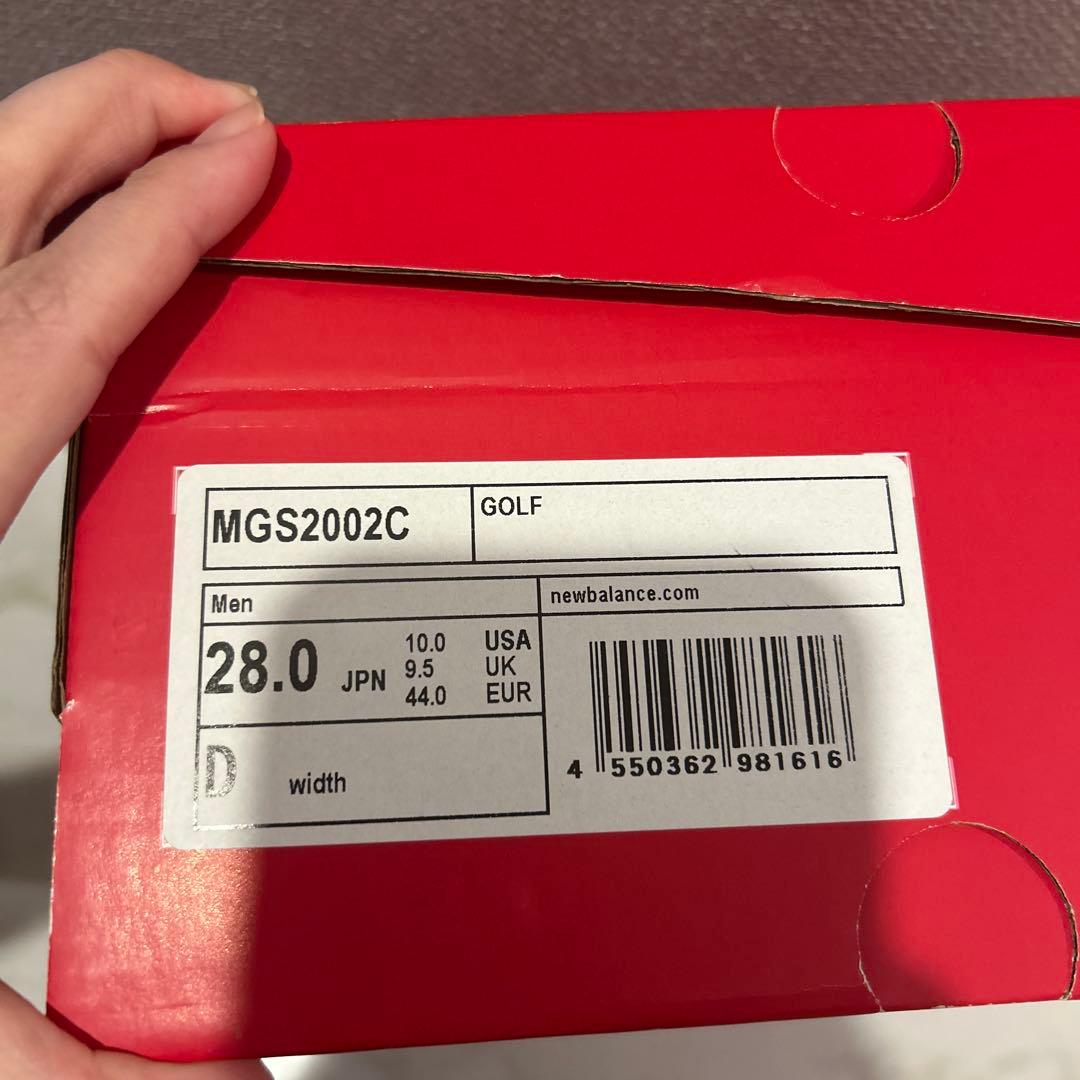 MGS2002C
GOLF
Men
newbalance.com
28.0 JPN
10.0 USA
9.5 UK
44.0 EUR
D width
4 550362 981616